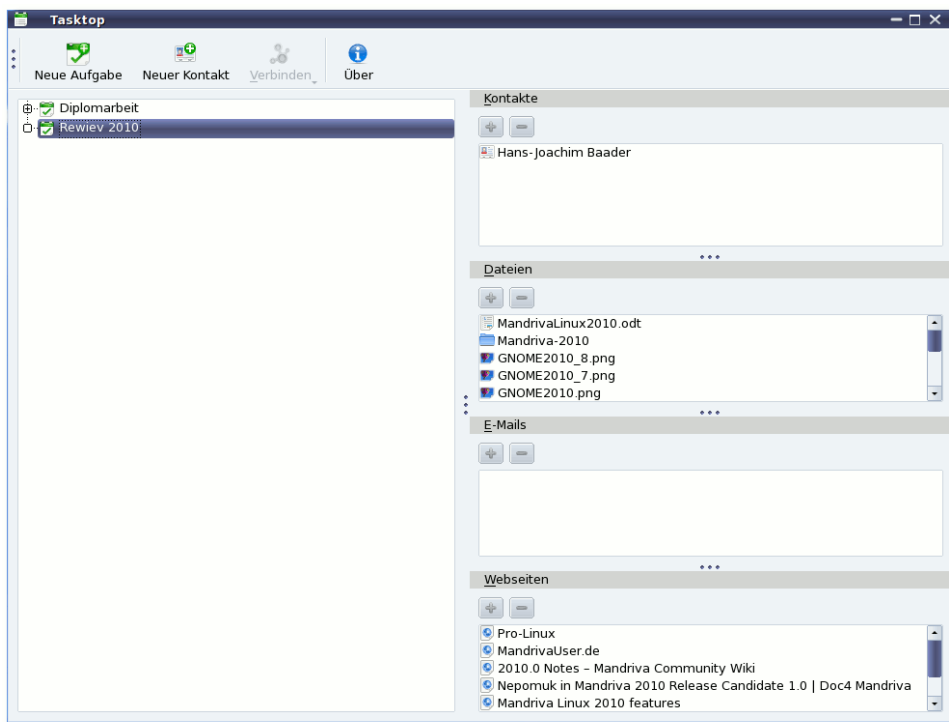 Tasktop
Neue Aufgabe Neuer Kontakt Verbinden Über
Diplomarbeit
Rewiev 2010
Kontakte
Hans-Joachim Baader
Dateien
MandrivaLinux2010.odt
Mandriva-2010
GNOME2010_8.png
GNOME2010_7.png
GNOME2010.png
E-Mails
Webseiten
Pro-Linux
MandrivaUser.de
2010.0 Notes – Mandriva Community Wiki
Nepomuk in Mandriva 2010 Release Candidate 1.0 | Doc4 Mandriva
Mandriva Linux 2010 features